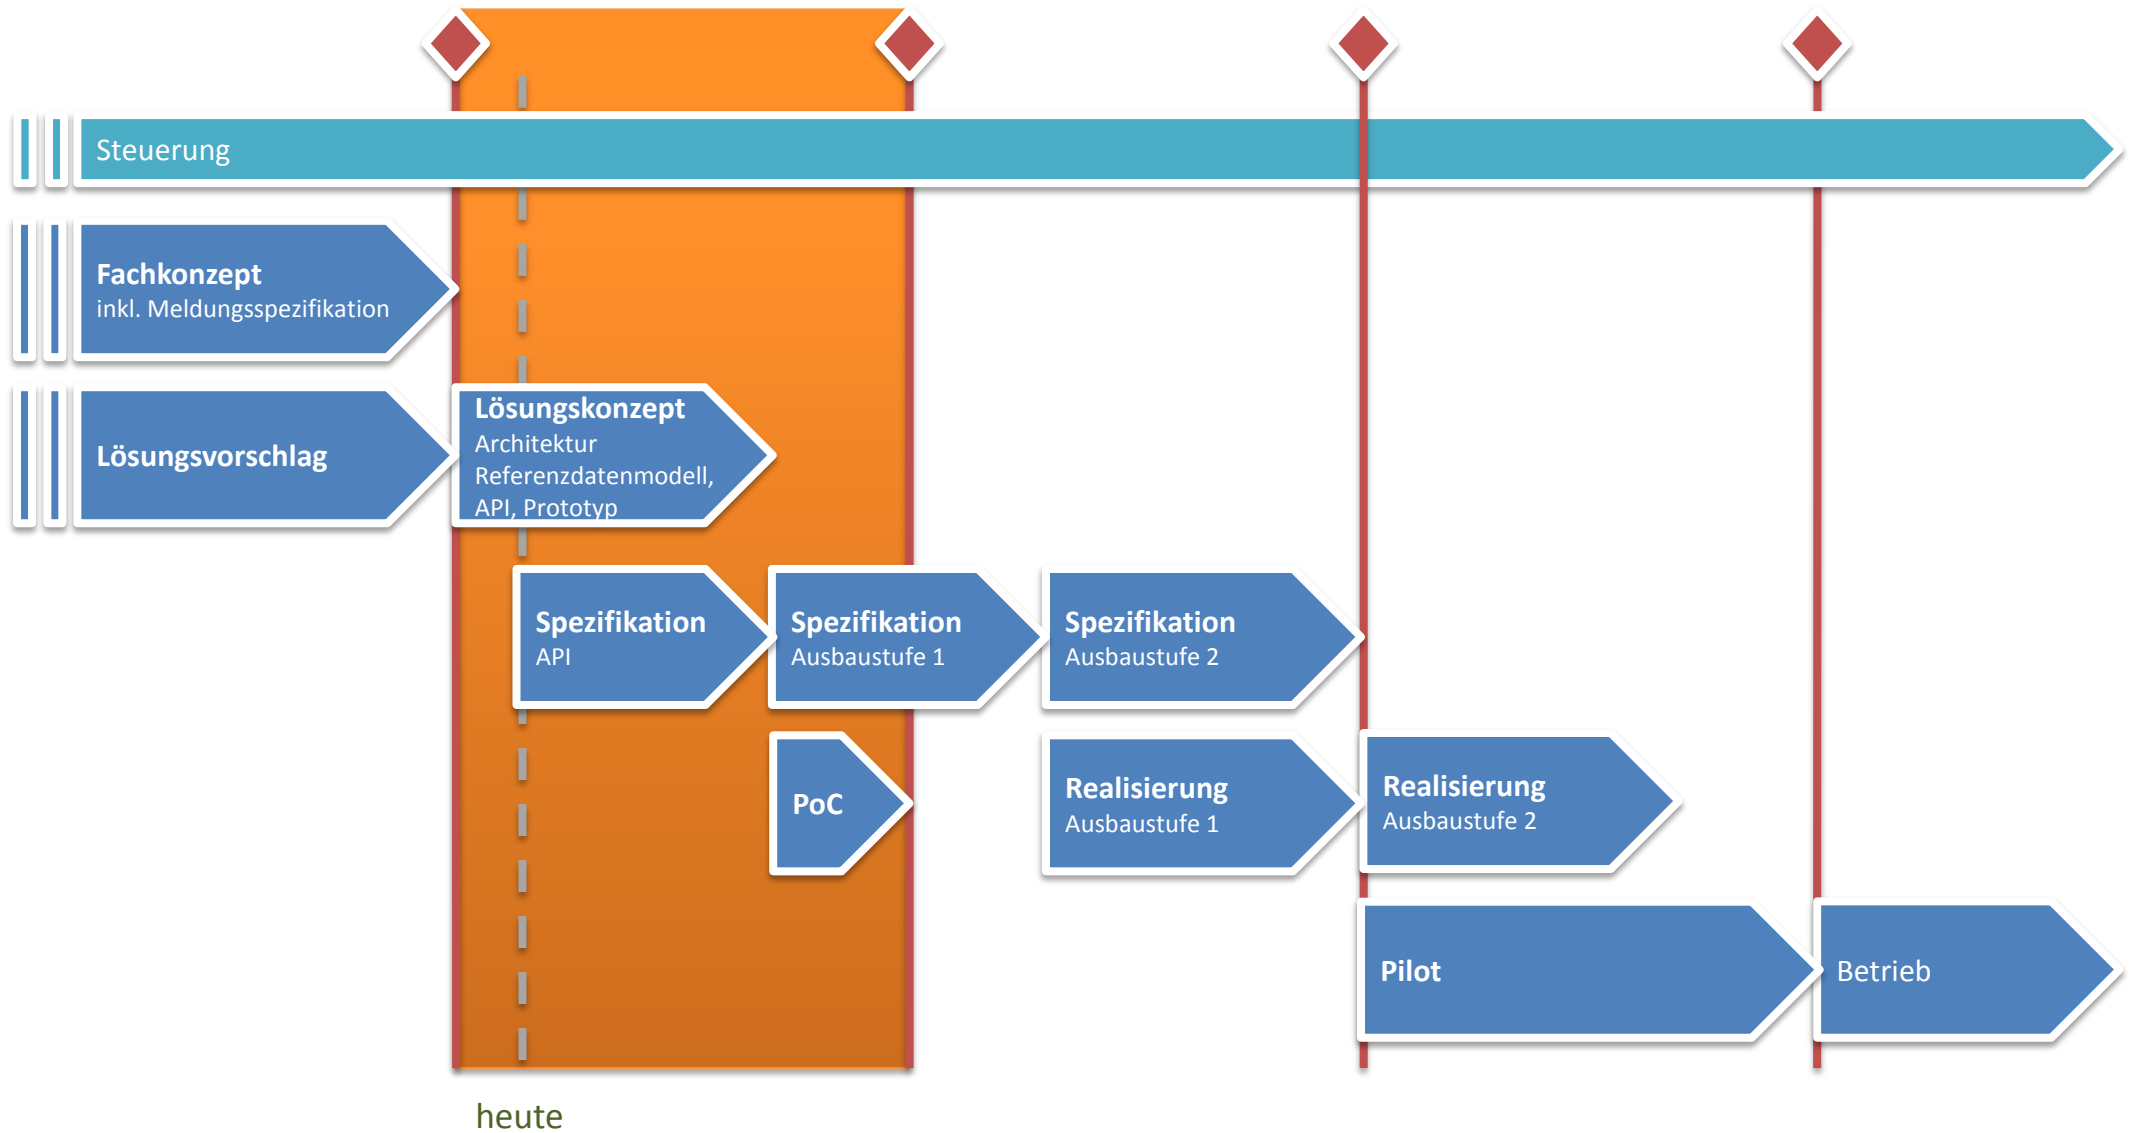 Steuerung
Fachkonzept
inkl. Meldungsspezifikation
Lösungsvorschlag
Lösungskonzept
Architektur
Referenzdatenmodell,
API, Prototyp
Spezifikation
API
Spezifikation
Ausbaustufe 1
Spezifikation
Ausbaustufe 2
PoC
Realisierung
Ausbaustufe 1
Realisierung
Ausbaustufe 2
Pilot
Betrieb
heute